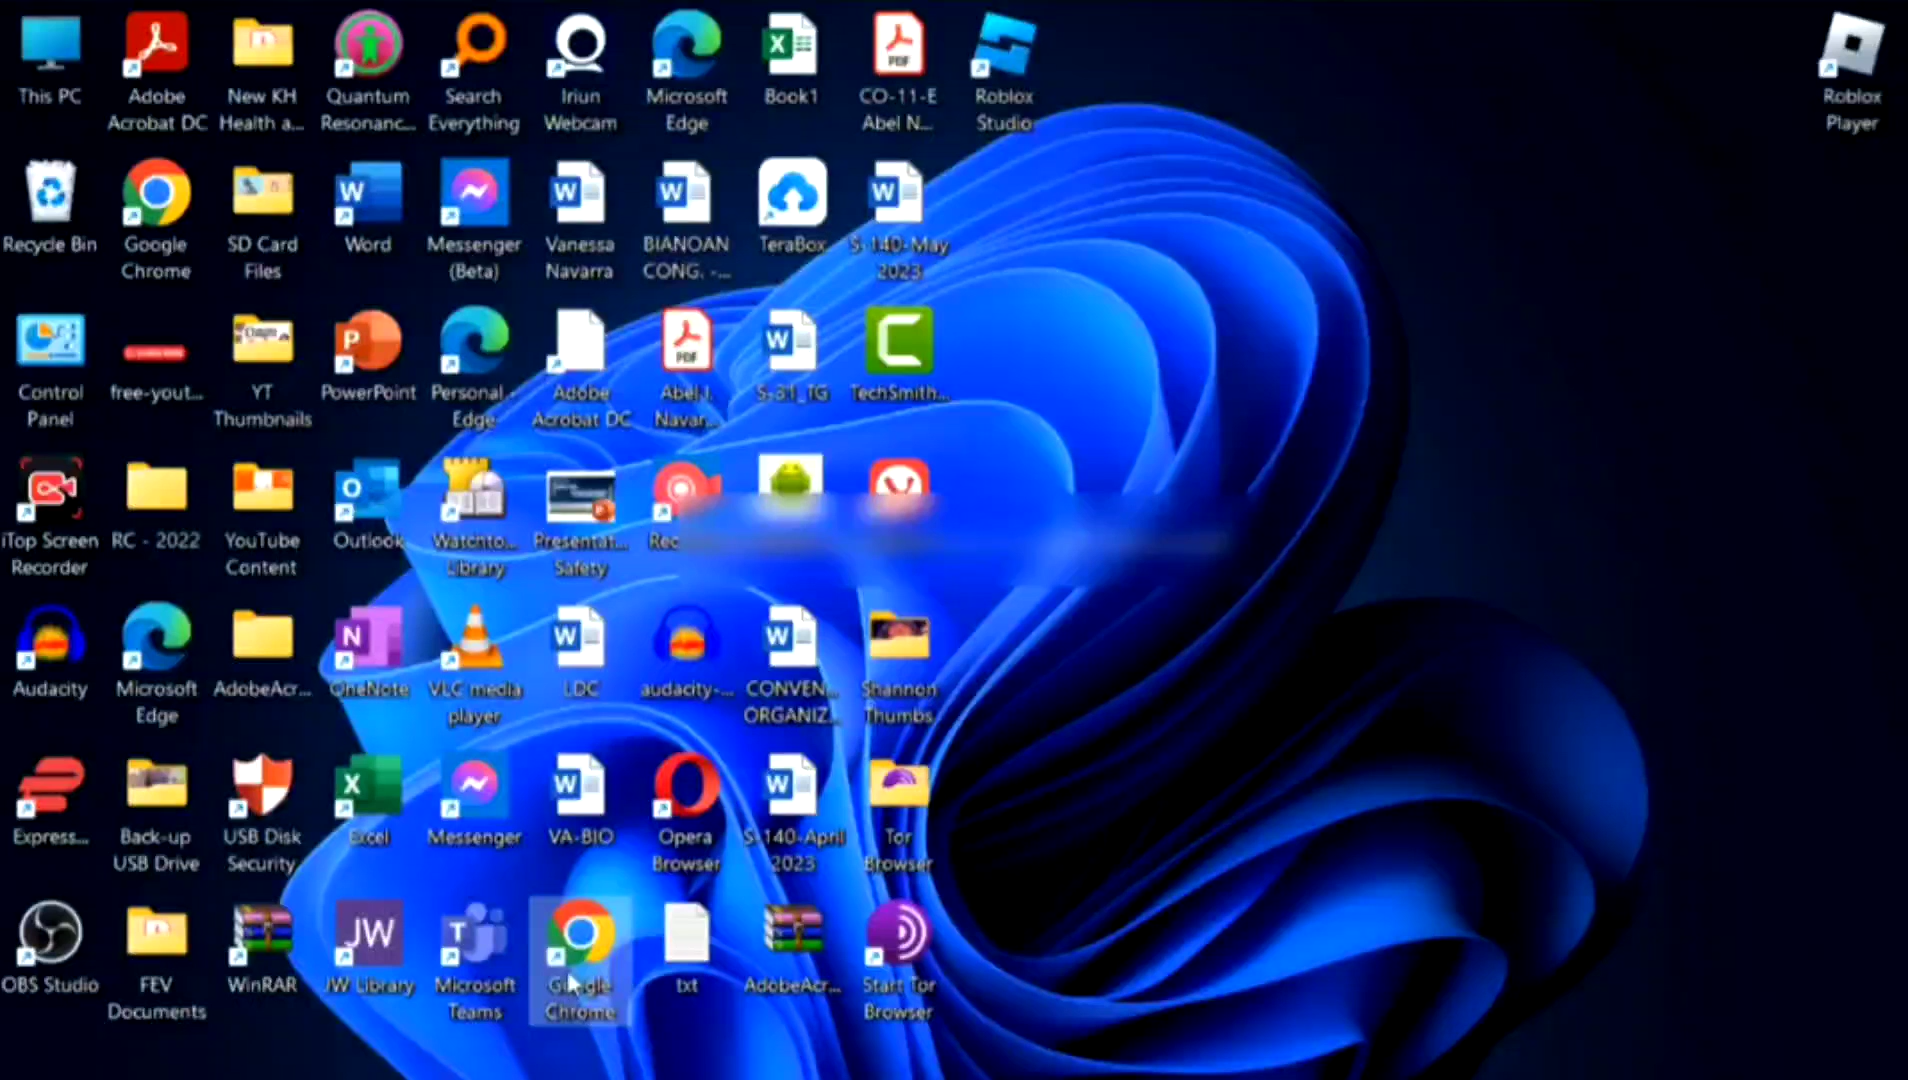 This PC
Adobe
Acrobat DC
New KH
Health a...
Quantum
Resonanc...
Search
Everything
Iriun
Webcam
Microsoft
Edge
Book1
CO-11-E
Abel N...
Roblox
Studio
Roblox
Player
Recycle Bin
Google
Chrome
SD Card
Files
Word
Messenger
(Beta)
Vanessa
Navarra
BIANOAN
CONG. -...
TeraBox
S-140-May
2023
Control
Panel
free-yout...
YT
Thumbnails
PowerPoint
Personal -
Edge
Adobe
Acrobat DC
Abel I.
Navar...
S-31_TG
TechSmith...
iTop Screen
Recorder
RC - 2022
YouTube
Content
Outlook
Watchto...
Library
Presentat...
Safety
Rec
Audacity
Microsoft
Edge
AdobeAcr...
OneNote
VLC media
player
LDC
audacity-...
CONVEN...
ORGANIZ...
Shannon
Thumbs
Express...
Back-up
USB Drive
USB Disk
Security
Excel
Messenger
VA-BIO
Opera
Browser
S-140-April
2023
Tor
Browser
OBS Studio
FEV
Documents
WinRAR
JW
JW Library
Microsoft
Teams
Google
Chrome
txt
AdobeAcr...
Start Tor
Browser